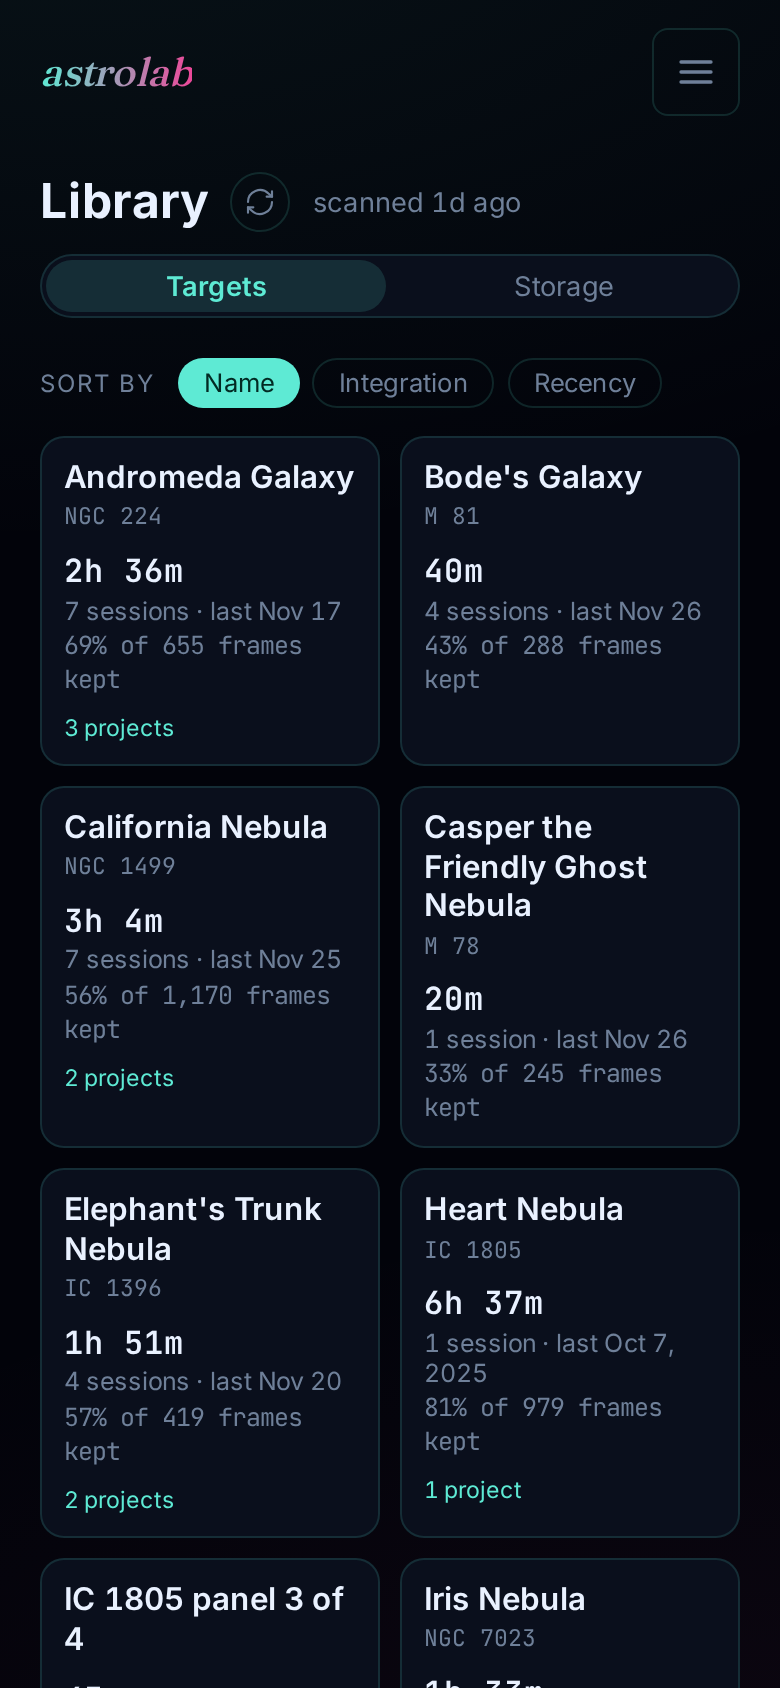 astrolab
Library
scanned 1d ago
Targets
Storage
SORT BY
Name
Integration
Recency
Andromeda Galaxy
NGC 224
2h 36m
7 sessions · last Nov 17
69% of 655 frames
kept
3 projects
Bode's Galaxy
M 81
40m
4 sessions · last Nov 26
43% of 288 frames
kept
California Nebula
NGC 1499
3h 4m
7 sessions · last Nov 25
56% of 1,170 frames
kept
2 projects
Casper the
Friendly Ghost
Nebula
M 78
20m
1 session · last Nov 26
33% of 245 frames
kept
Elephant's Trunk
Nebula
IC 1396
1h 51m
4 sessions · last Nov 20
57% of 419 frames
kept
2 projects
Heart Nebula
IC 1805
6h 37m
1 session · last Oct 7,
2025
81% of 979 frames
kept
1 project
IC 1805 panel 3 of
4
Iris Nebula
NGC 7023